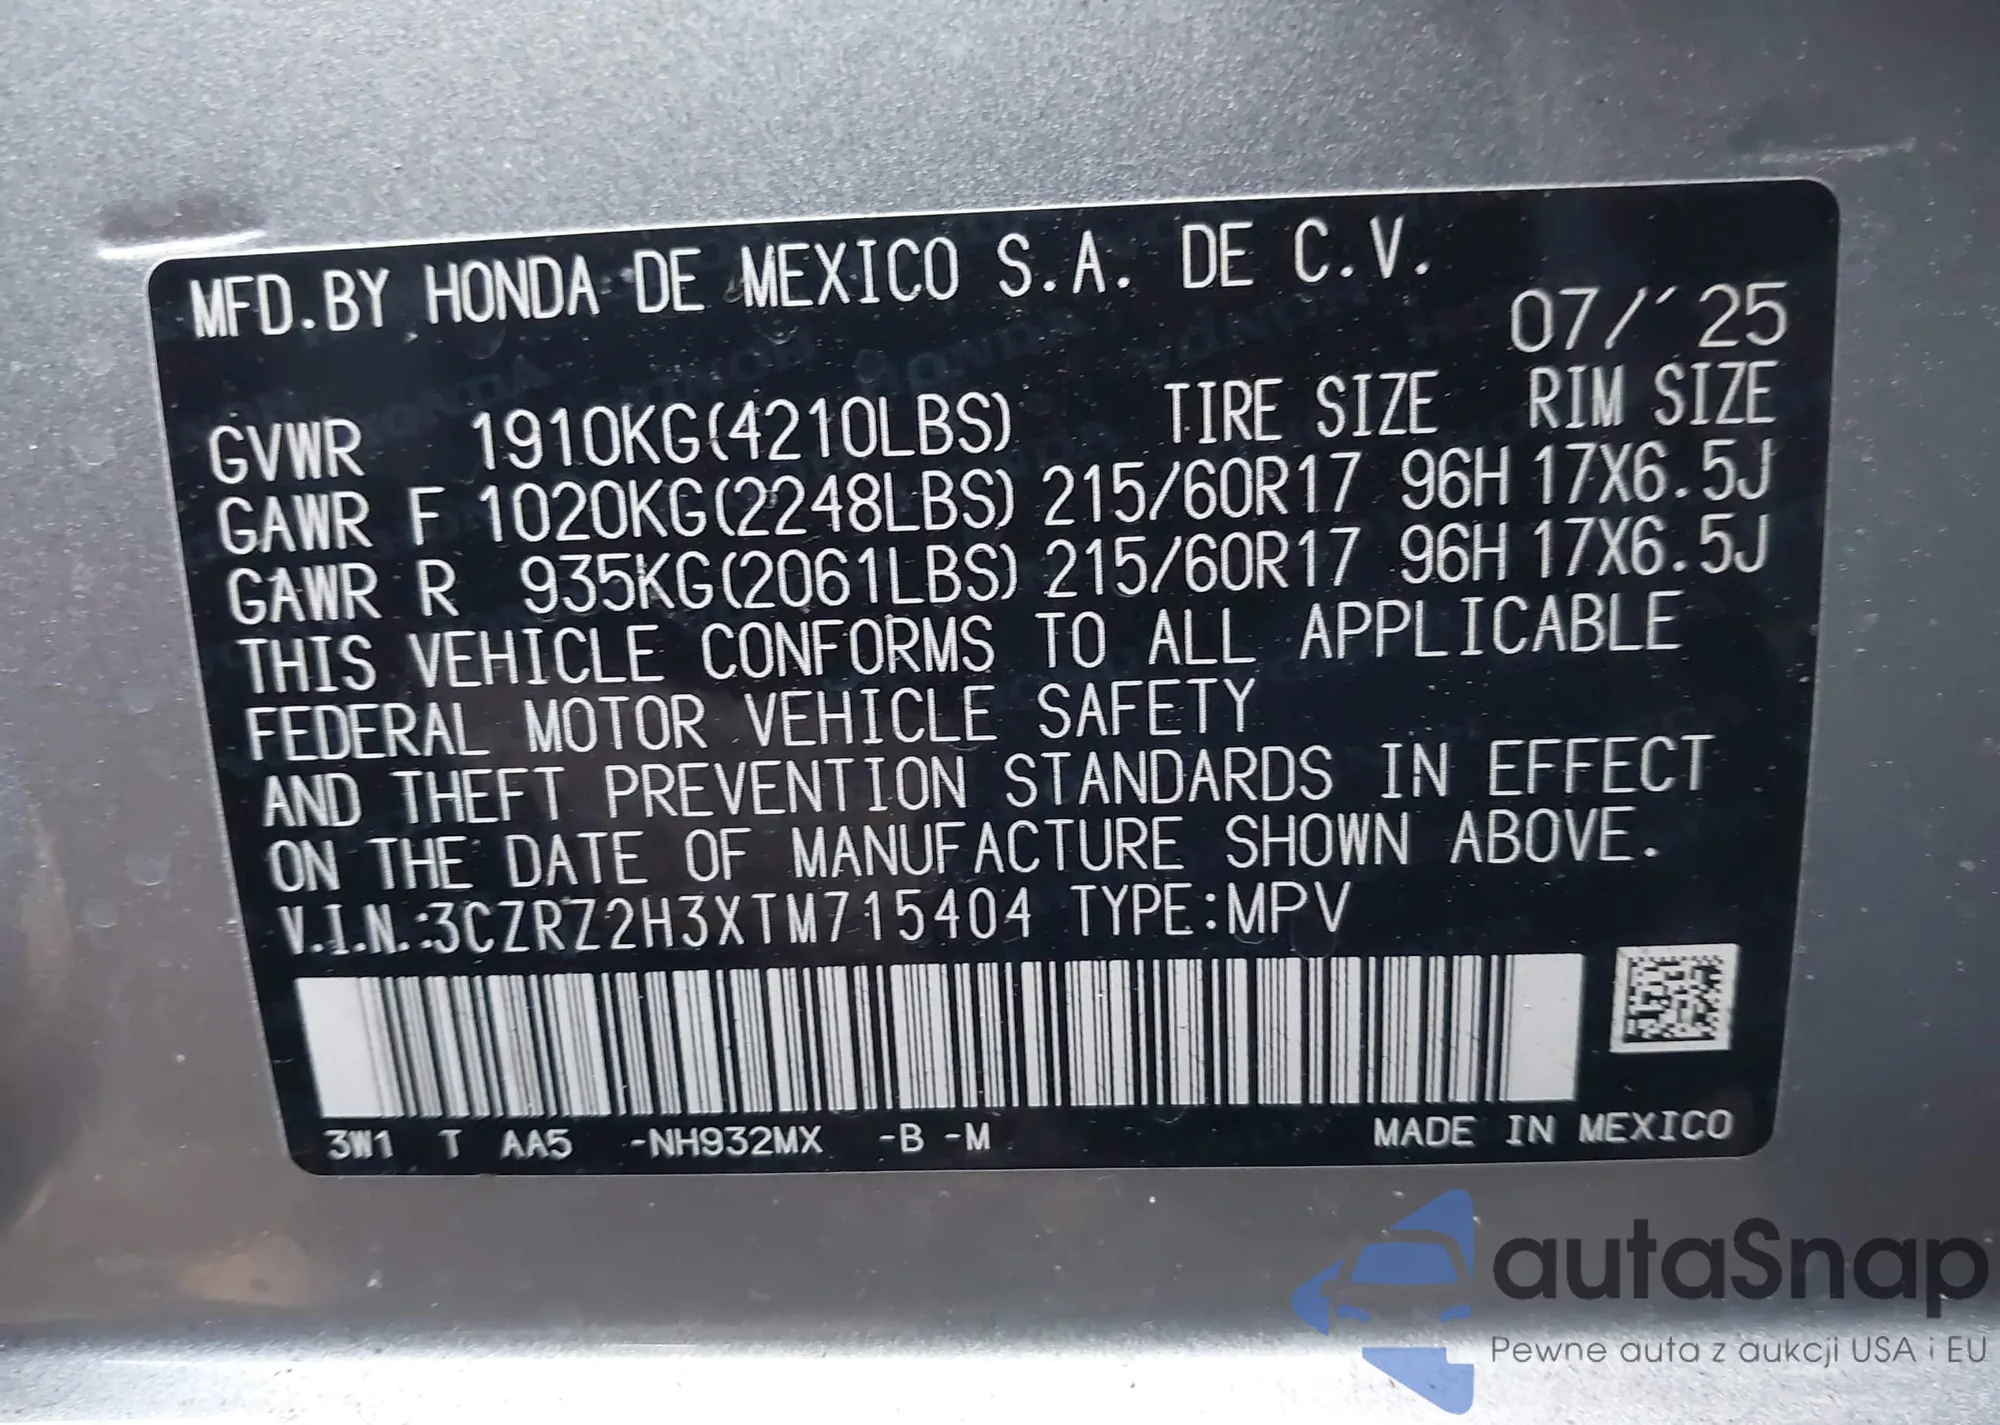 MFD.BY HONDA DE MEXICO S.A. DE C.V.
07/'25
GVWR 1910KG(4210LBS) TIRE SIZE RIM SIZE
GAWR F 1020KG(2248LBS) 215/60R17 96H 17X6.5J
GAWR R 935KG(2061LBS) 215/60R17 96H 17X6.5J
THIS VEHICLE CONFORMS TO ALL APPLICABLE
FEDERAL MOTOR VEHICLE SAFETY
AND THEFT PREVENTION STANDARDS IN EFFECT
ON THE DATE OF MANUFACTURE SHOWN ABOVE.
V.I.N.:3CZRZ2H3XTM715404 TYPE:MPV
3W1 T AA5 -NH932MX -B -M MADE IN MEXICO
autaSnap
Pewne auta z aukcji USA i EU